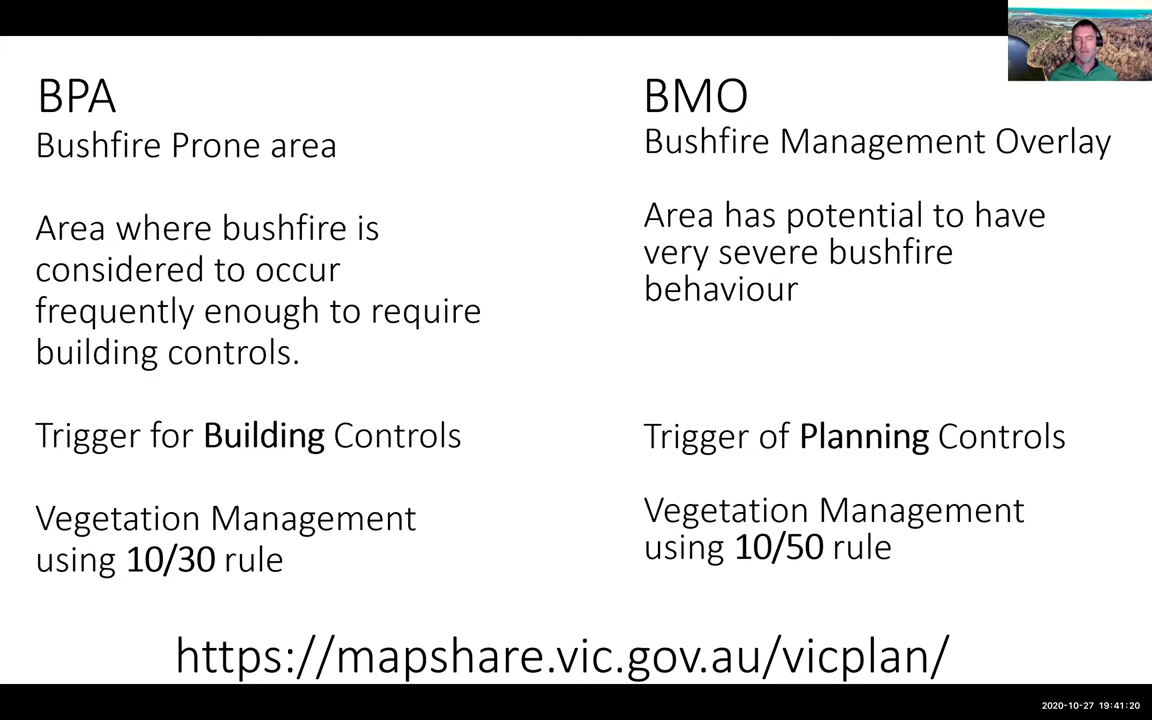 BPA
Bushfire Prone area
Area where bushfire is
considered to occur
frequently enough to require
building controls.
Trigger for Building Controls
Vegetation Management
using 10/30 rule
BMO
Bushfire Management Overlay
Area has potential to have
very severe bushfire
behaviour
Trigger of Planning Controls
Vegetation Management
using 10/50 rule
https://mapshare.vic.gov.au/vicplan/
2020-10-27 19:41:20